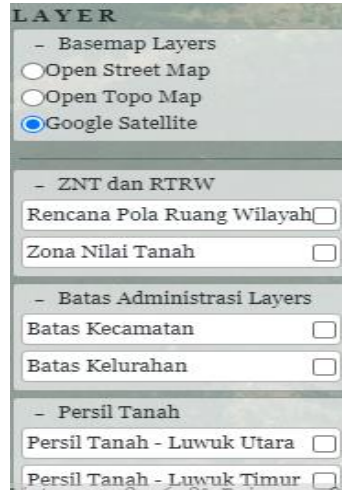 LAYER
- Basemap Layers
Open Street Map
Open Topo Map
Google Satellite
- ZNT dan RTRW
Rencana Pola Ruang Wilayah
Zona Nilai Tanah
- Batas Administrasi Layers
Batas Kecamatan
Batas Kelurahan
- Persil Tanah
Persil Tanah - Luwuk Utara
Persil Tanah - Luwuk Timur